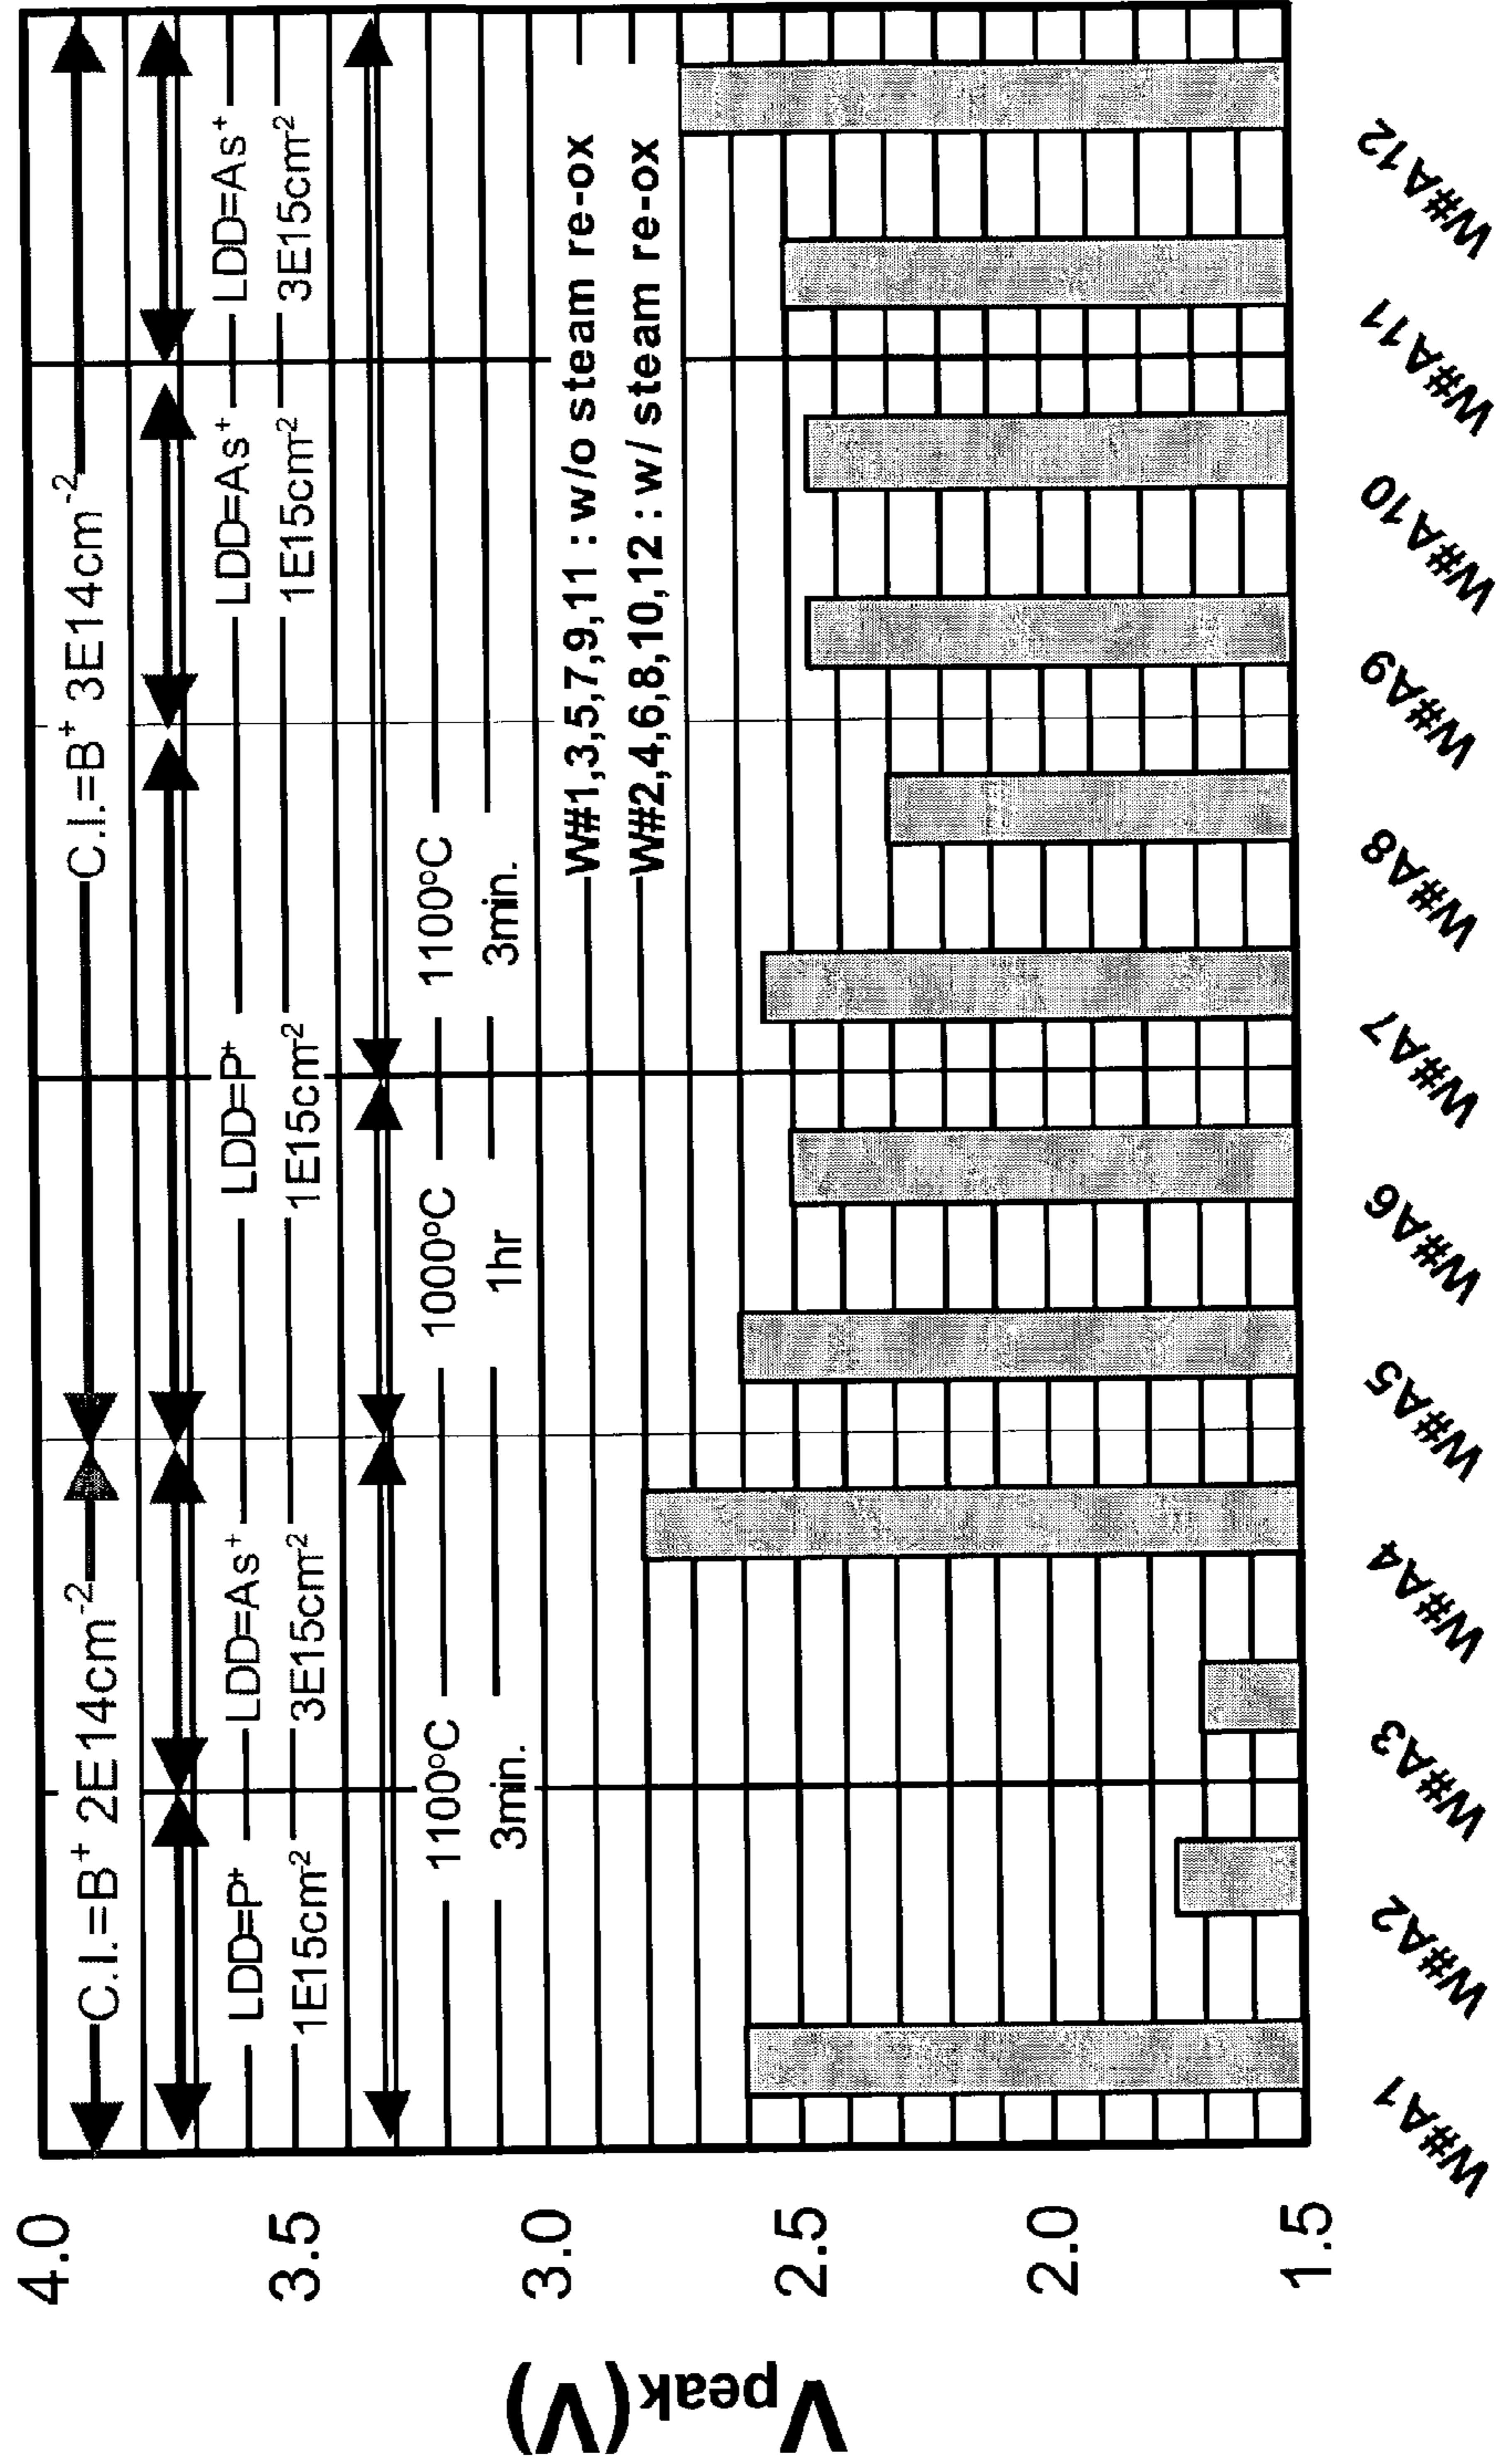 V_peak(V)
4.0
3.5
3.0
2.5
2.0
1.5
C.I.=B⁺ 2E14cm⁻²
C.I.=B⁺ 3E14cm⁻²
LDD=P⁺
1E15cm²
LDD=As⁺
3E15cm²
LDD=P⁺
1E15cm²
LDD=As⁺
1E15cm²
LDD=As⁺
3E15cm²
1100°C
3min.
1000°C
1hr
1100°C
3min.
W#1,3,5,7,9,11 : w/o steam re-ox
W#2,4,6,8,10,12 : w/ steam re-ox
W#A1
W#A2
W#A3
W#A4
W#A5
W#A6
W#A7
W#A8
W#A9
W#A10
W#A11
W#A12